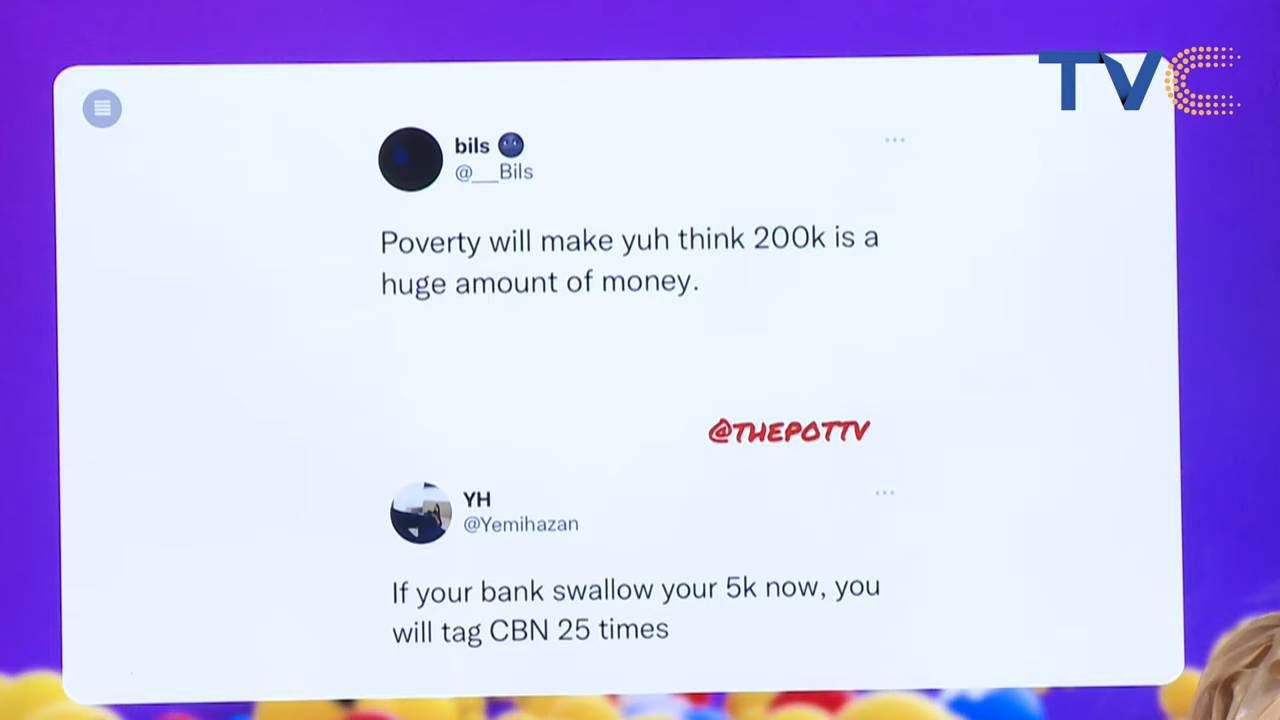 TVC
bils
@___Bils
Poverty will make yuh think 200k is a
huge amount of money.
@THEPOTTV
YH
@Yemihazan
If your bank swallow your 5k now, you
will tag CBN 25 times